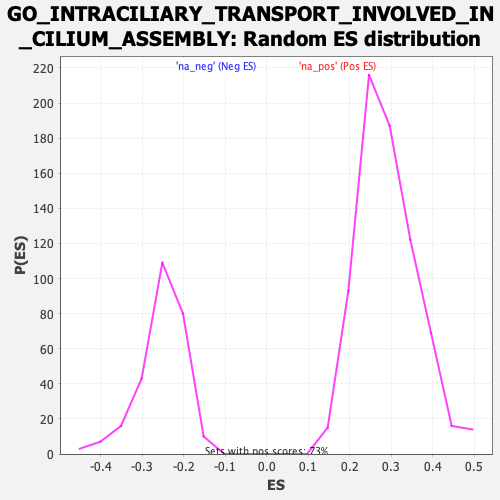 GO_INTRACILIARY_TRANSPORT_INVOLVED_IN
_CILIUM_ASSEMBLY: Random ES distribution
'na_neg' (Neg ES) 'na_pos' (Pos ES)
220
200
180
160
140
120
100
80
60
40
20
0
P(ES)
Sets with pos scores: 73%
-0.4 -0.3 -0.2 -0.1 0.0 0.1 0.2 0.3 0.4 0.5
ES